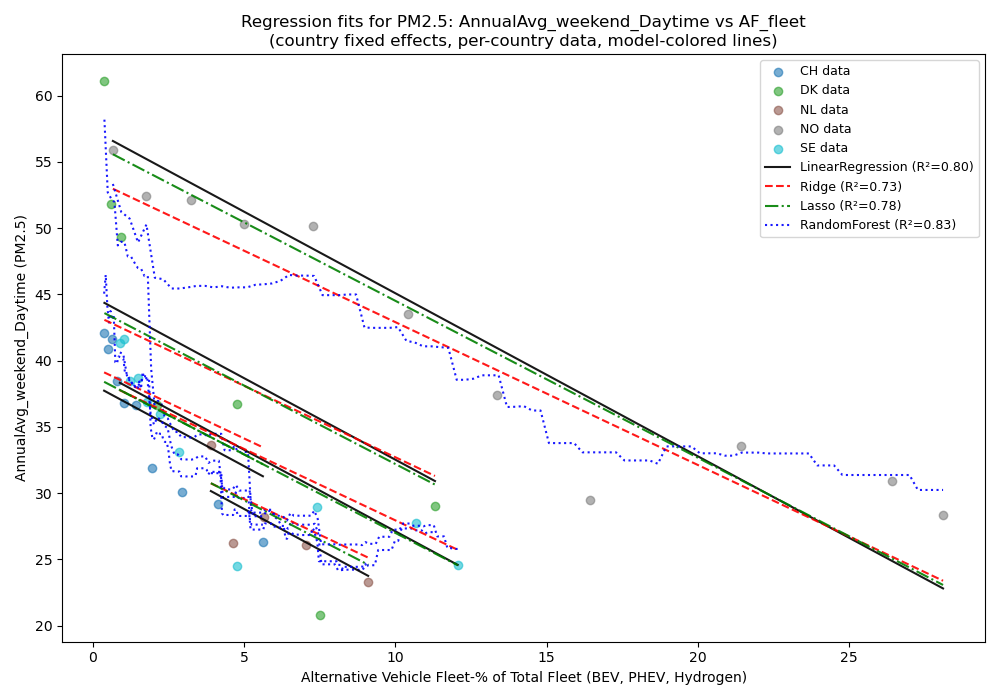 Regression fits for PM2.5: AnnualAvg_weekend_Daytime vs AF_fleet
(country fixed effects, per-country data, model-colored lines)
CH data
DK data
NL data
NO data
SE data
LinearRegression (R²=0.80)
Ridge (R²=0.73)
Lasso (R²=0.78)
RandomForest (R²=0.83)
AnnualAvg_weekend_Daytime (PM2.5)
60
55
50
45
40
35
30
25
20
0 5 10 15 20 25
Alternative Vehicle Fleet-% of Total Fleet (BEV, PHEV, Hydrogen)